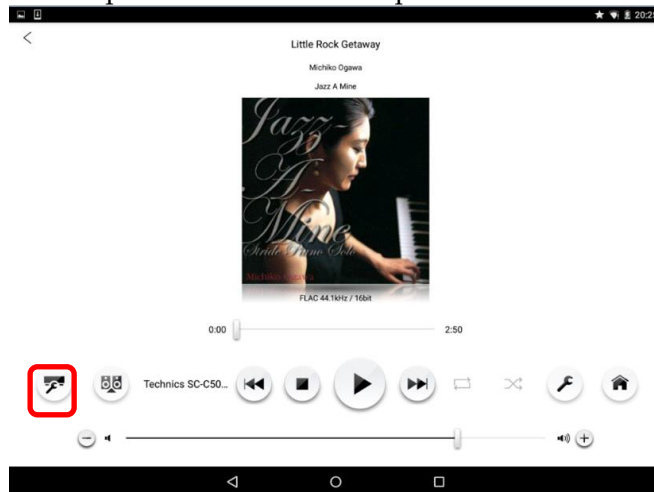 20:25
Little Rock Getaway
Michiko Ogawa
Jazz A Mine
Jazz-
A-
Mine
Stride Piano Solo
Michiko Ogawa
FLAC 44.1kHz / 16bit
0:00
2:50
Technics SC-C50...